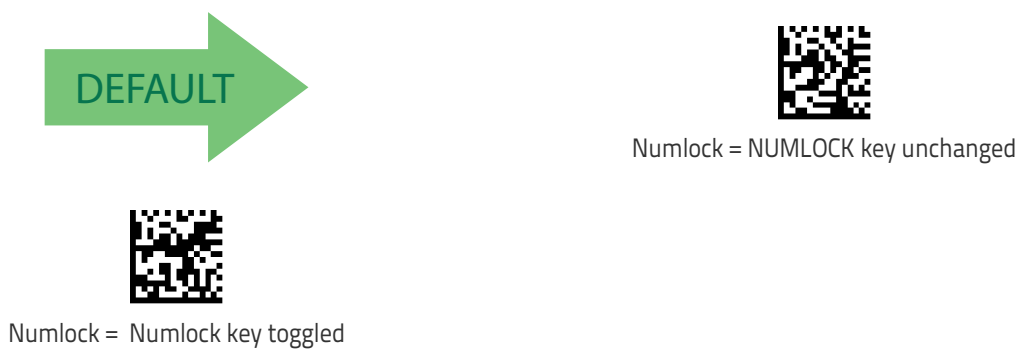 DEFAULT
Numlock = NUMLOCK key unchanged
Numlock = Numlock key toggled